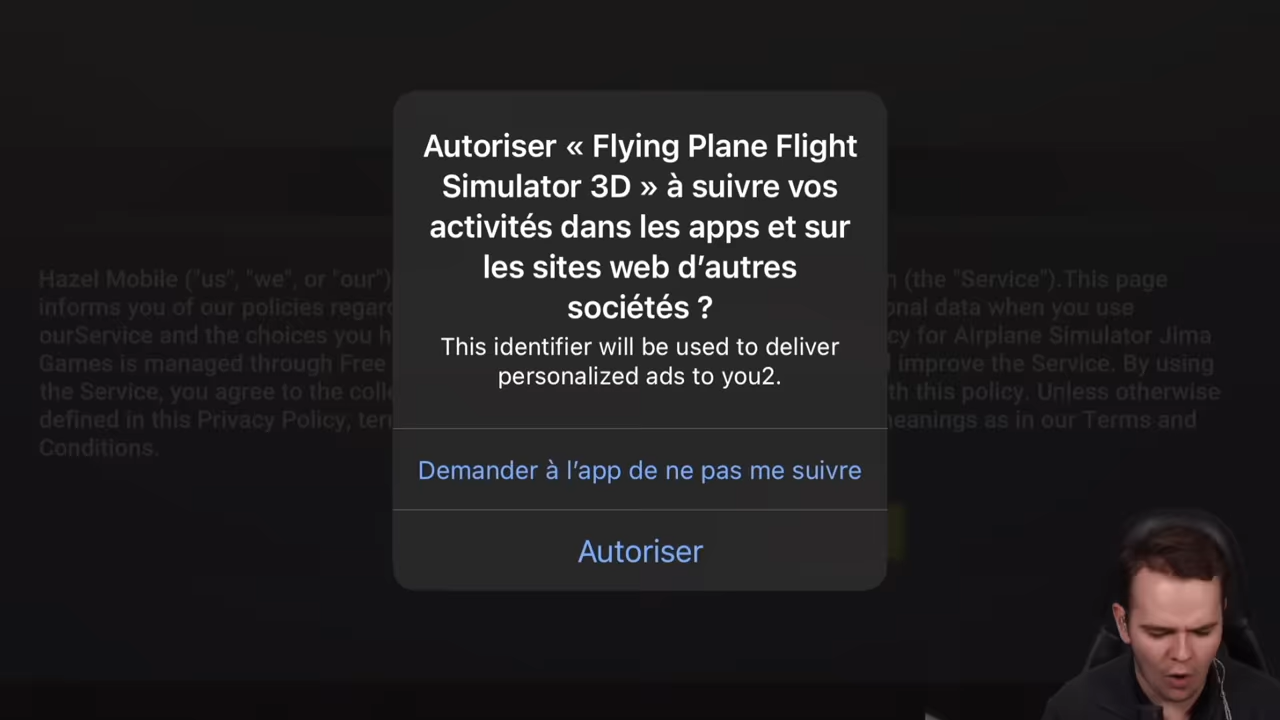 Autoriser « Flying Plane Flight
Simulator 3D » à suivre vos
activités dans les apps et sur
les sites web d’autres
sociétés ?
This identifier will be used to deliver
personalized ads to you2.
Demander à l’app de ne pas me suivre
Autoriser
Hazel Mobile ("us", "we", or "our") (the "Service").This page
informs you of our policies onal data when you use
ourService and the choices you cy for Airplane Simulator Jima
Games is managed through Free improve the Service. By using
the Service, you agree to the th this policy. Unless otherwise
defined in this Privacy Policy, eanings as in our Terms and
Conditions.